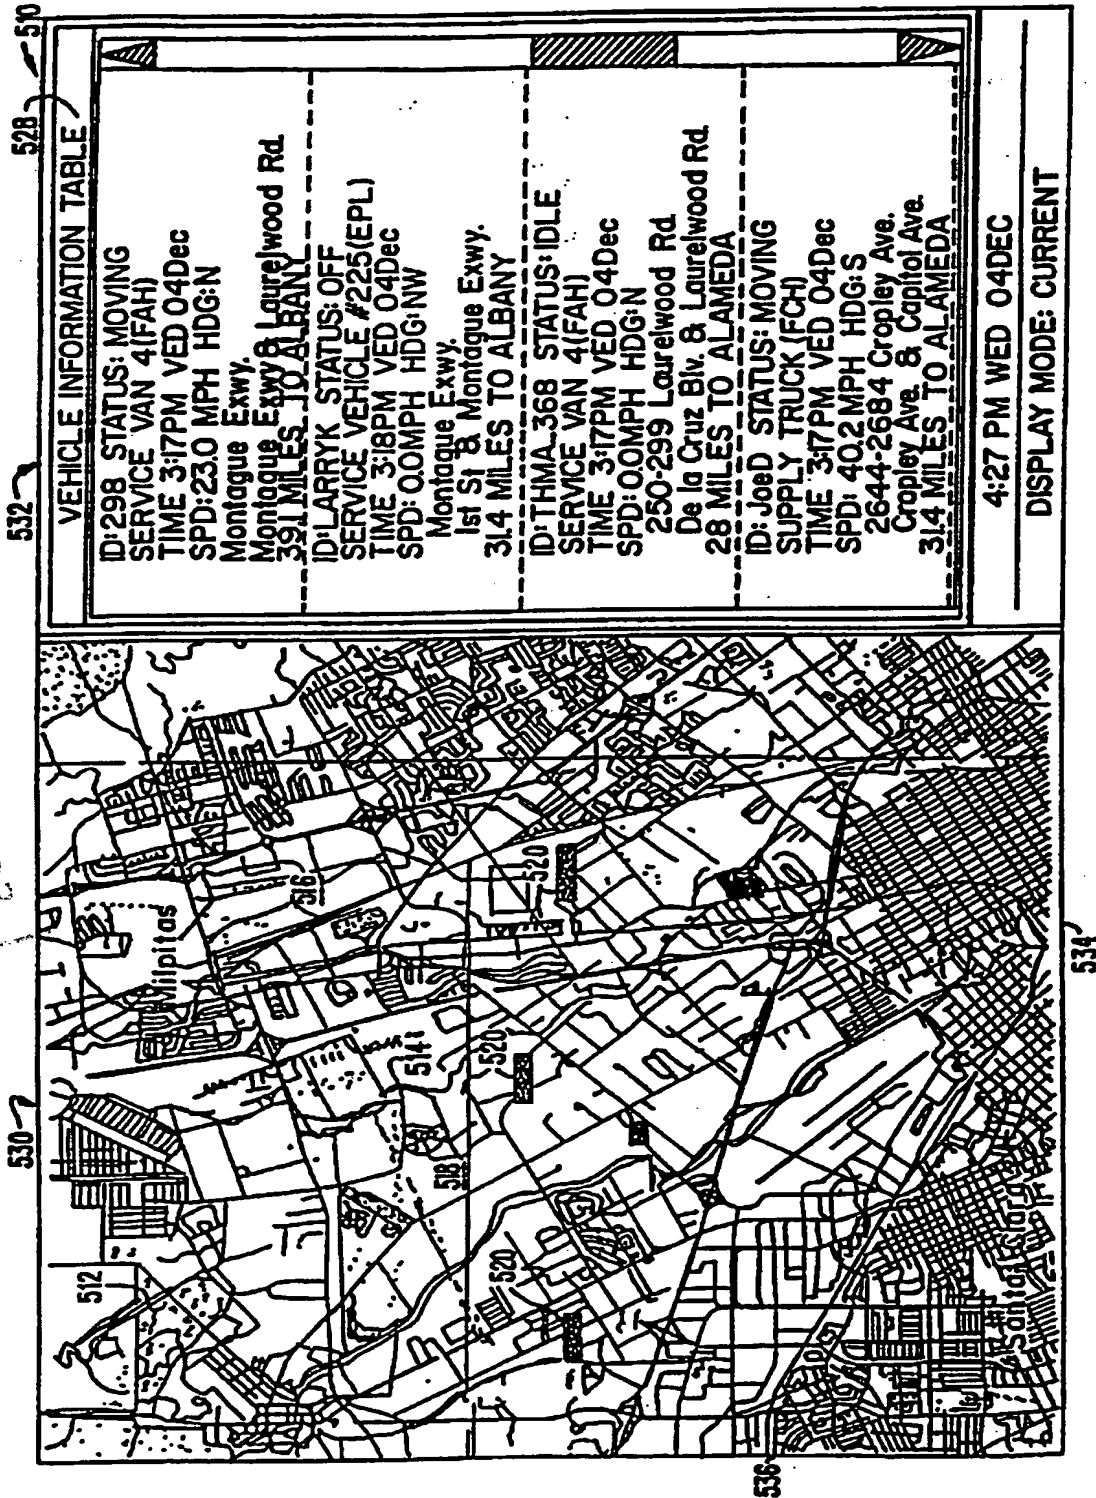 510
528
532
VEHICLE INFORMATION TABLE
ID:298 STATUS: MOVING
SERVICE VAN 4(FAH)
TIME 3:17PM VED 04Dec
SPD:23.0 MPH HDG:N
Montague Exwy.
Montague Exwy & Laurelwood Rd.
39.1 MILES TO ALBANY
ID:LARRYK STATUS: OFF
SERVICE VEHICLE #225(EPL)
TIME 3:18PM VED 04Dec
SPD: 0.0MPH HDG:NW
Montague Exwy.
1st St & Montague Exwy.
31.4 MILES TO ALBANY
ID:THMA_368 STATUS:IDLE
SERVICE VAN 4(FAH)
TIME 3:17PM VED 04Dec
SPD:0.0MPH HDG:N
250-299 Laurelwood Rd.
De la Cruz Blv. & Laurelwood Rd.
28 MILES TO ALAMEDA
ID: JoeD STATUS: MOVING
SUPPLY TRUCK (FCH)
TIME 3:17PM VED 04Dec
SPD: 40.2 MPH HDG:S
2644-2684 Cropley Ave.
Cropley Ave. & Capitol Ave.
31.4 MILES TO ALAMEDA
4:27 PM WED 04DEC
DISPLAY MODE: CURRENT
530
512
Milpitas
516
514
518
520
520
520
Santa Clara
534
536